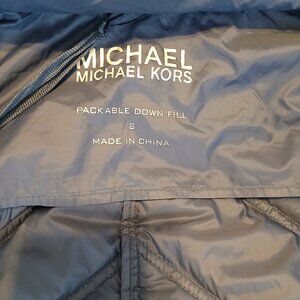 MICHAEL
MICHAEL KORS
PACKABLE DOWN FILL
S
MADE IN CHINA